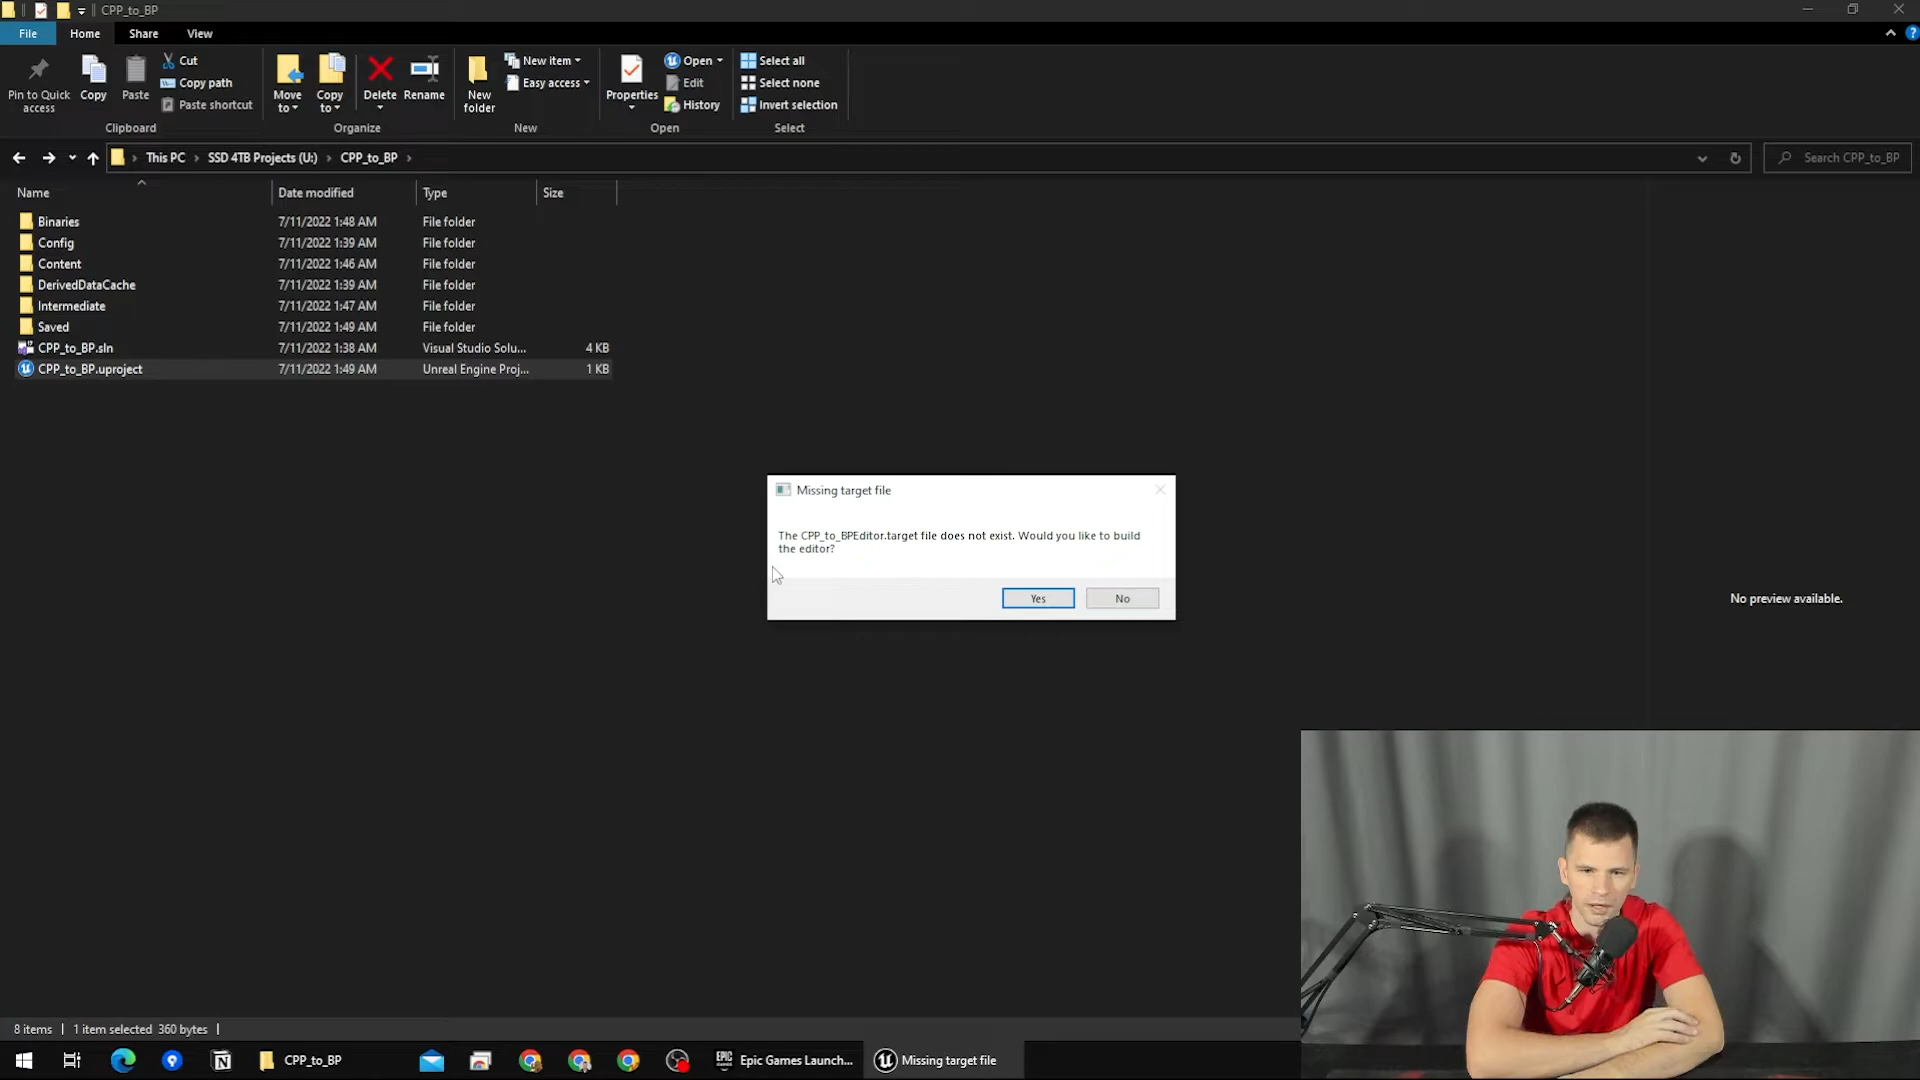 CPP_to_BP
File Home Share View
Pin to Quick access
Copy
Paste
Cut
Copy path
Paste shortcut
Clipboard
Move to
Copy to
Delete
Rename
Organize
New folder
New item
Easy access
New
Properties
Open
Edit
History
Open
Select all
Select none
Invert selection
Select
This PC › SSD 4TB Projects (U:) › CPP_to_BP ›
Search CPP_to_BP
Name Date modified Type Size
Binaries 7/11/2022 1:48 AM File folder
Config 7/11/2022 1:39 AM File folder
Content 7/11/2022 1:46 AM File folder
DerivedDataCache 7/11/2022 1:39 AM File folder
Intermediate 7/11/2022 1:47 AM File folder
Saved 7/11/2022 1:49 AM File folder
CPP_to_BP.sln 7/11/2022 1:38 AM Visual Studio Solu... 4 KB
CPP_to_BP.uproject 7/11/2022 1:49 AM Unreal Engine Proj... 1 KB
Missing target file
The CPP_to_BPEditor.target file does not exist. Would you like to build
the editor?
Yes No
No preview available.
8 items 1 item selected 360 bytes
CPP_to_BP
EPIC GAMES
Epic Games Launch...
Missing target file